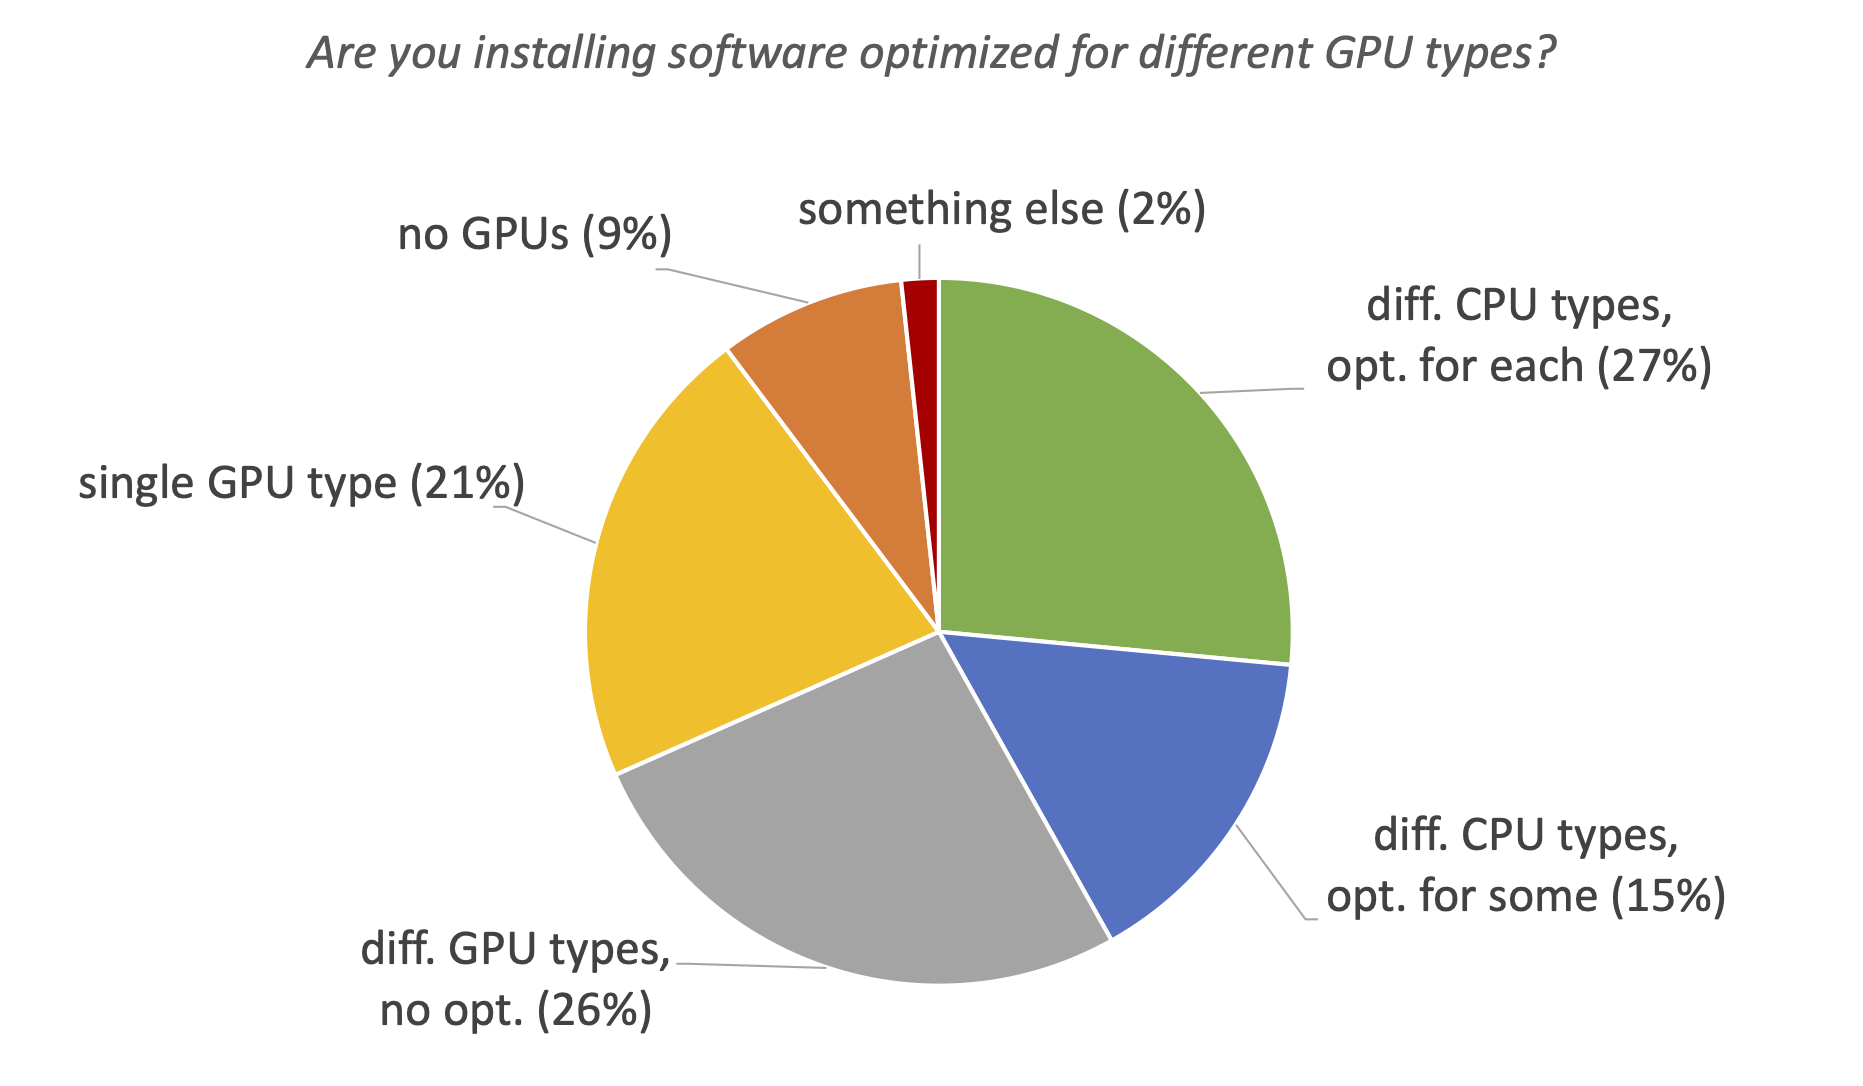 Are you installing software optimized for different GPU types?
something else (2%)
no GPUs (9%)
diff. CPU types,
opt. for each (27%)
single GPU type (21%)
diff. CPU types,
opt. for some (15%)
diff. GPU types,
no opt. (26%)